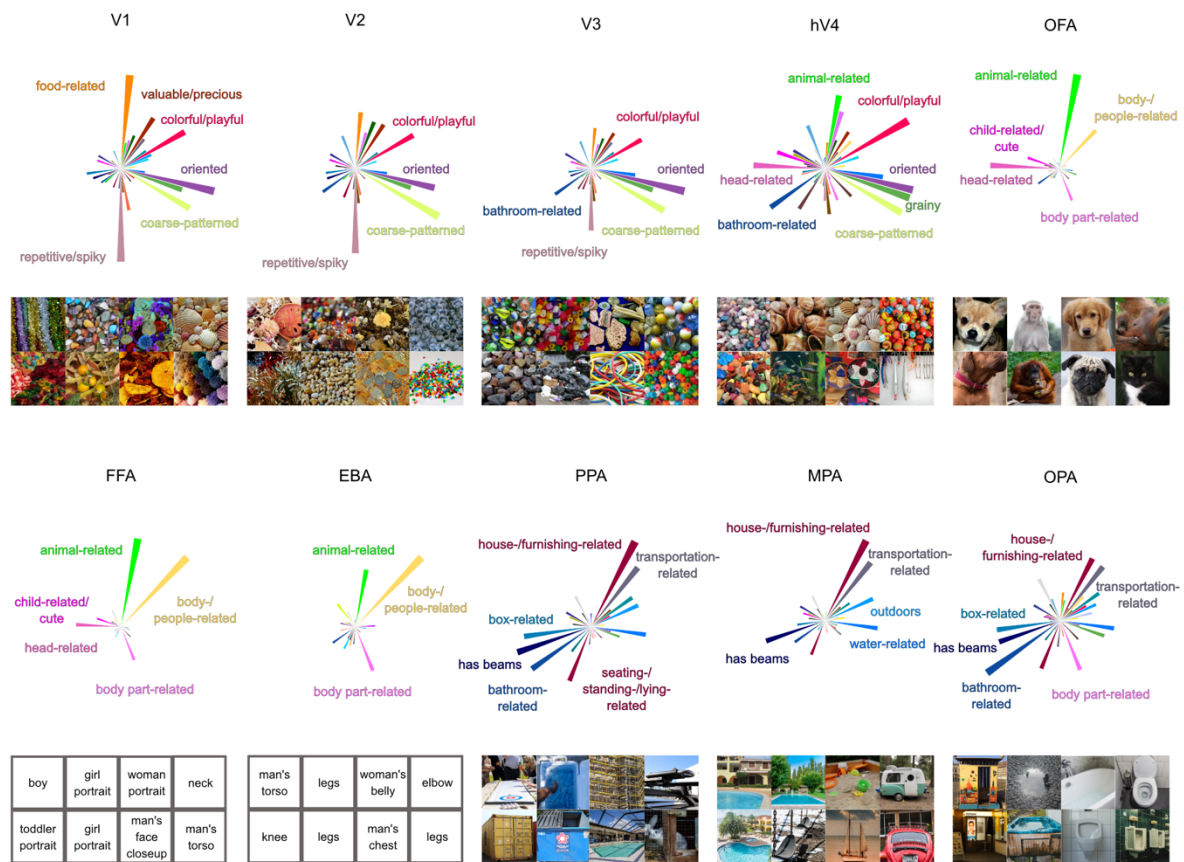 V1
V2
V3
hV4
OFA
food-related
valuable/precious
colorful/playful
oriented
coarse-patterned
repetitive/spiky
colorful/playful
oriented
coarse-patterned
repetitive/spiky
colorful/playful
oriented
bathroom-related
coarse-patterned
repetitive/spiky
animal-related
colorful/playful
oriented
head-related
grainy
bathroom-related
coarse-patterned
animal-related
body-/
people-related
child-related/
cute
head-related
body part-related
FFA
EBA
PPA
MPA
OPA
animal-related
child-related/
cute
body-/
people-related
head-related
body part-related
animal-related
body-/
people-related
body part-related
house-/furnishing-related
transportation-
related
box-related
has beams
bathroom-
related
seating-/
standing-/lying-
related
house-/furnishing-related
transportation-
related
outdoors
water-related
has beams
house-/
furnishing-related
transportation-
related
box-related
has beams
bathroom-
related
body part-related
boy
girl
portrait
woman
portrait
neck
toddler
portrait
girl
portrait
man's
face
closeup
man's
torso
man's
torso
legs
woman's
belly
elbow
knee
legs
man's
chest
legs